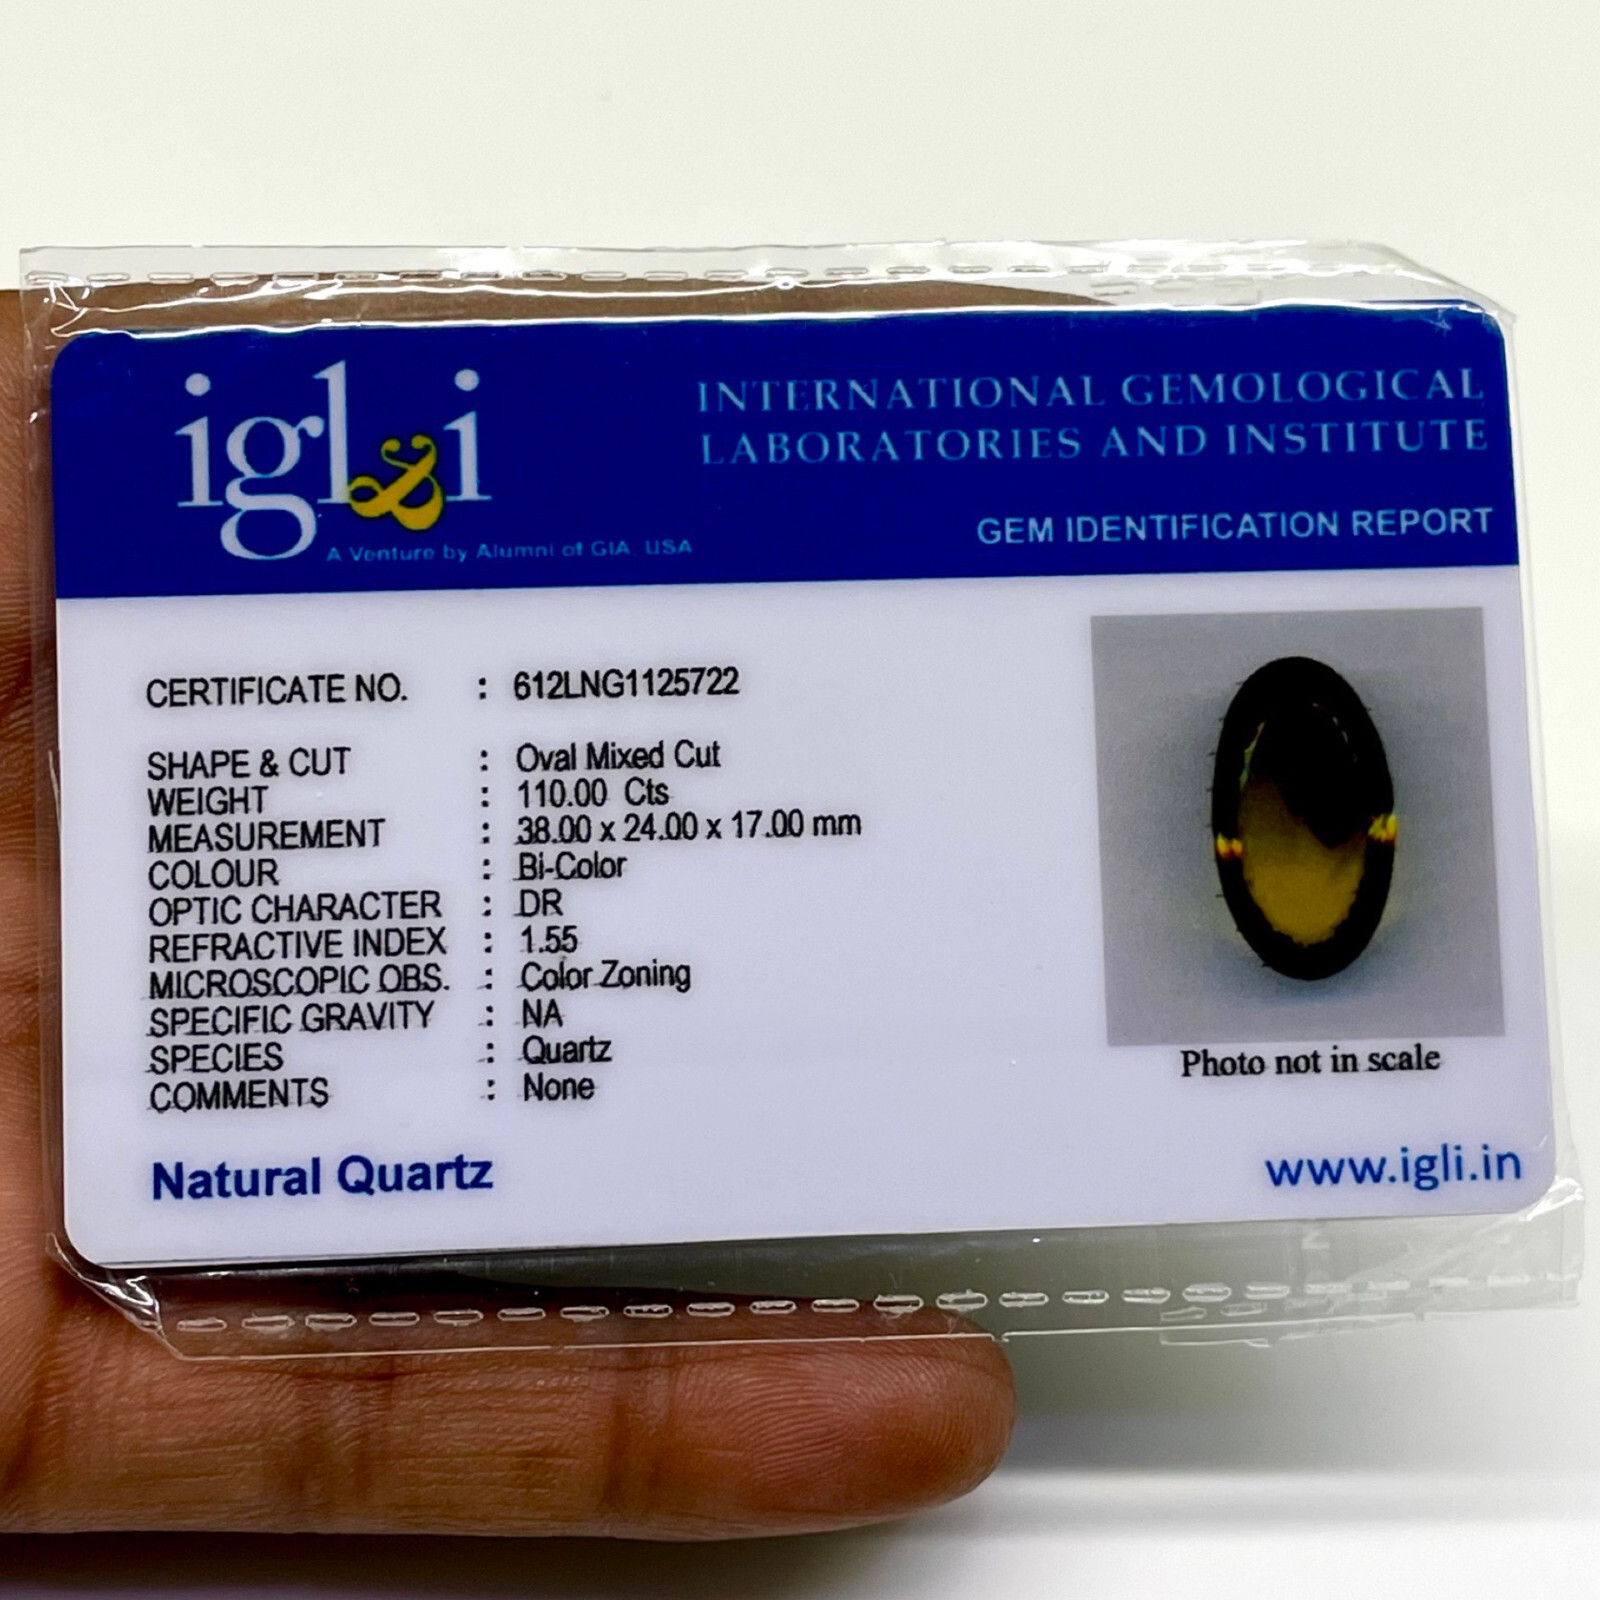 igl&i
A Venture by Alumni of GIA, USA
INTERNATIONAL GEMOLOGICAL
LABORATORIES AND INSTITUTE
GEM IDENTIFICATION REPORT
CERTIFICATE NO. : 612LNG1125722
SHAPE & CUT : Oval Mixed Cut
WEIGHT : 110.00 Cts
MEASUREMENT : 38.00 x 24.00 x 17.00 mm
COLOUR : Bi-Color
OPTIC CHARACTER : DR
REFRACTIVE INDEX : 1.55
MICROSCOPIC OBS. : Color Zoning
SPECIFIC GRAVITY : NA
SPECIES : Quartz
COMMENTS : None
Photo not in scale
Natural Quartz
www.igli.in